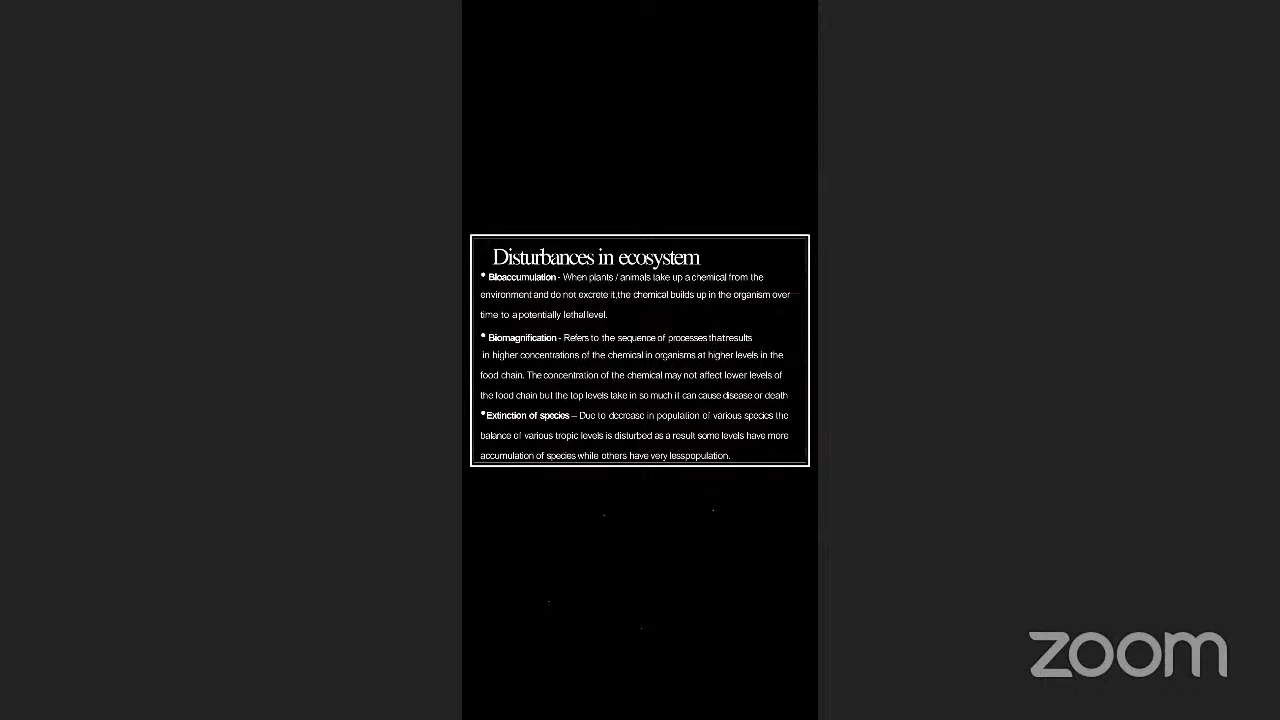 Disturbances in ecosystem
• Bioaccumulation - When plants / animals take up a chemical from the
environment and do not excrete it,the chemical builds up in the organism over
time to a potentially lethal level.
• Biomagnification - Refers to the sequence of processes that results
in higher concentrations of the chemical in organisms at higher levels in the
food chain. The concentration of the chemical may not affect lower levels of
the food chain but the top levels take in so much it can cause disease or death
•Extinction of species – Due to decrease in population of various species the
balance of various tropic levels is disturbed as a result some levels have more
accumulation of species while others have very lesspopulation.
zoom